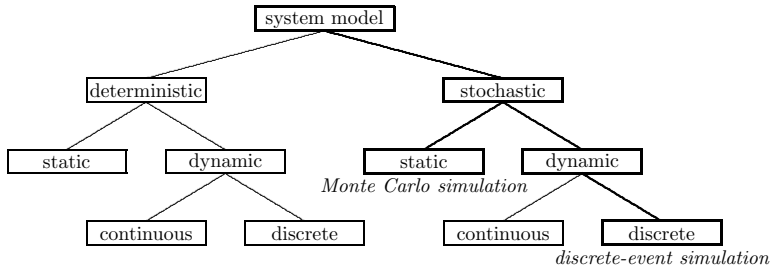 system model
deterministic
stochastic
static
dynamic
static
dynamic
Monte Carlo simulation
continuous
discrete
continuous
discrete
discrete-event simulation